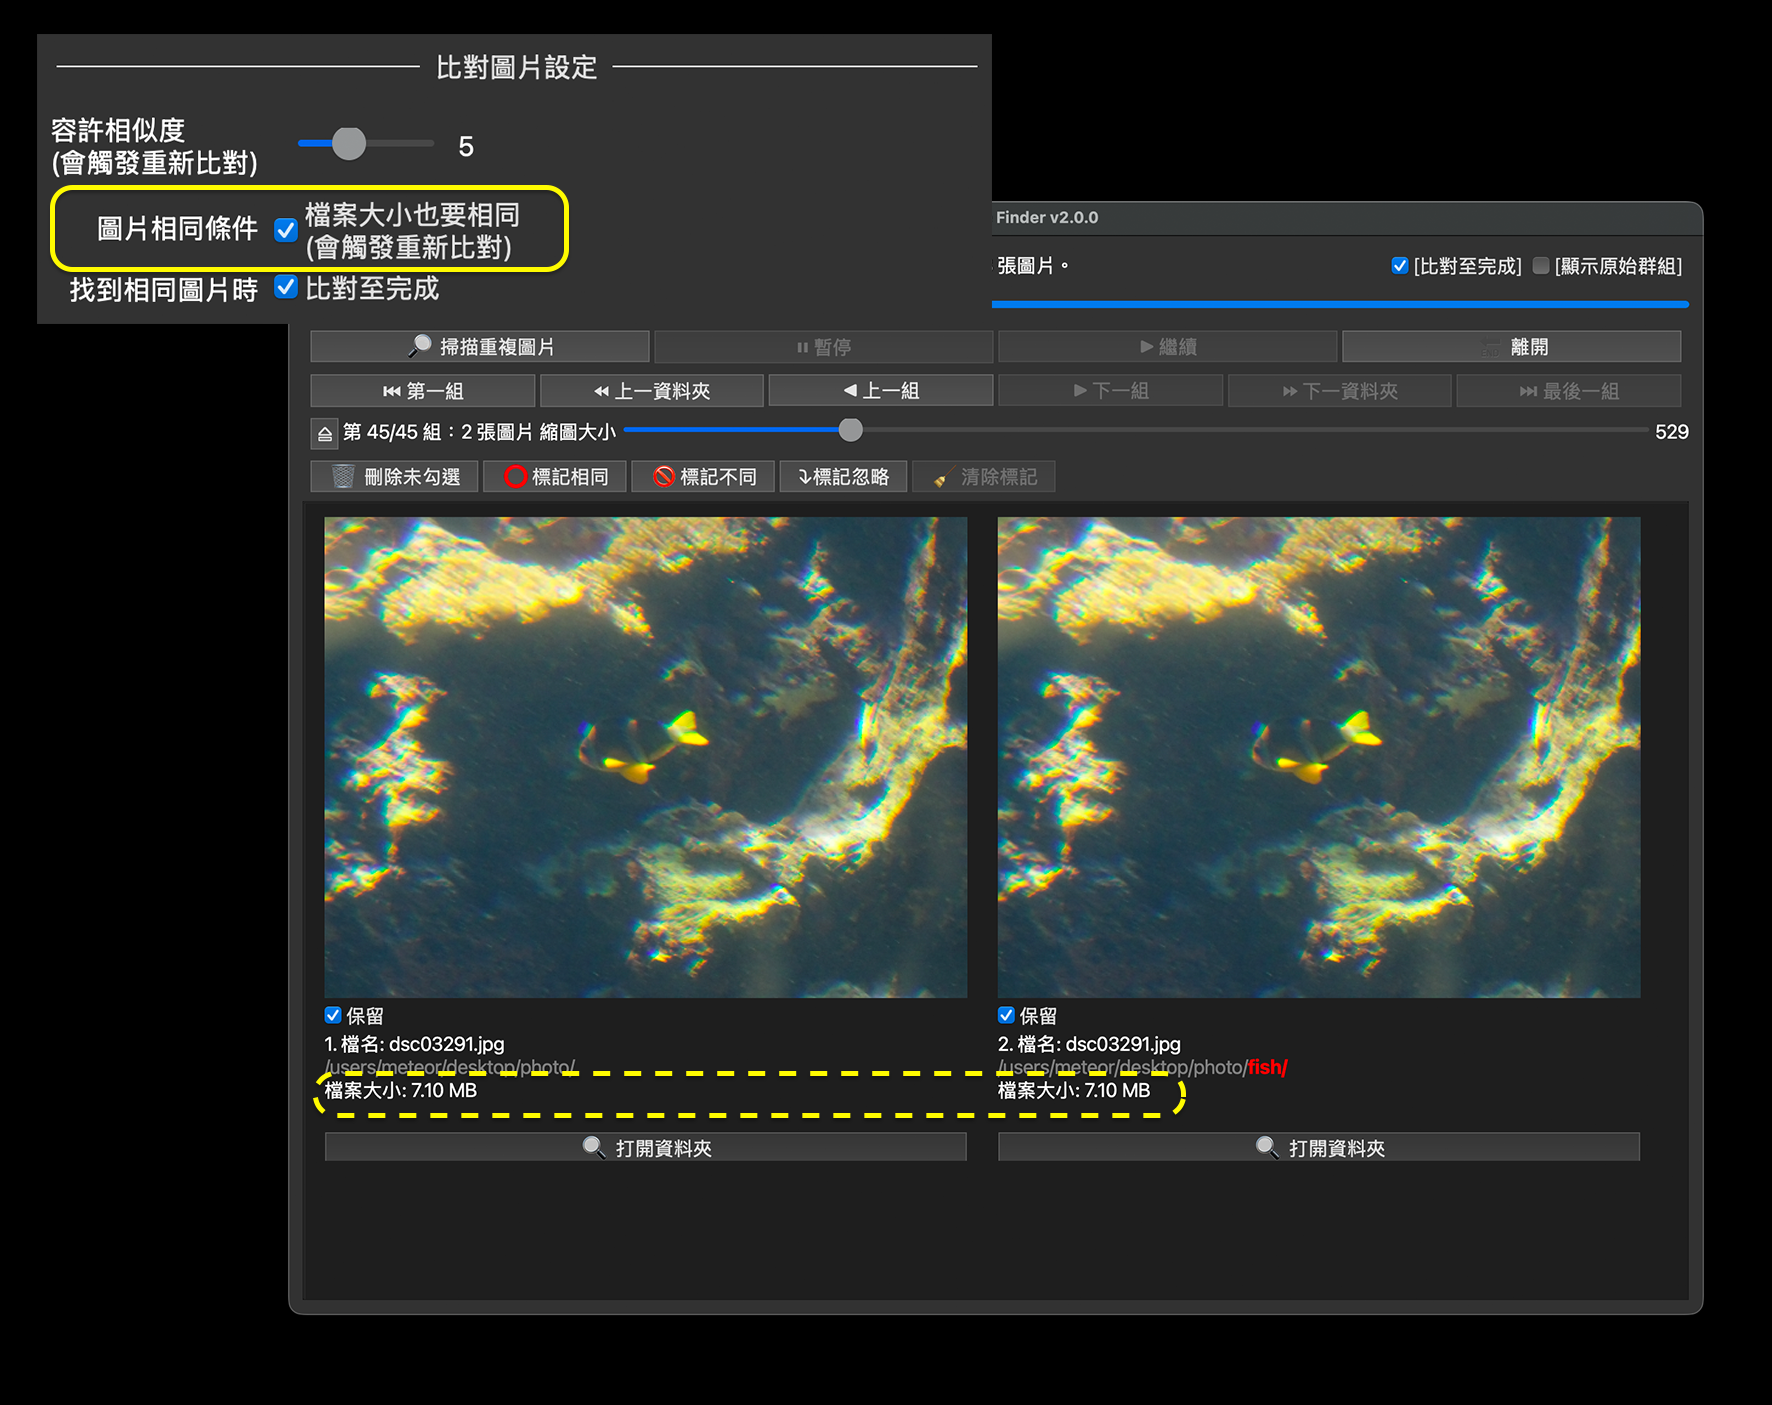 比對圖片設定
容許相似度
(會觸發重新比對)
5
圖片相同條件
檔案大小也要相同
(會觸發重新比對)
找到相同圖片時
比對至完成
Finder v2.0.0
張圖片。
[比對至完成] [顯示原始群組]
掃描重複圖片 暫停 繼續 離開
第一組 上一資料夾 上一組 下一組 下一資料夾 最後一組
第 45/45 組：2 張圖片 縮圖大小 529
刪除未勾選 標記相同 標記不同 標記忽略 清除標記
保留
1. 檔名: dsc03291.jpg
/users/meteor/desktop/photo/
檔案大小: 7.10 MB
打開資料夾
保留
2. 檔名: dsc03291.jpg
/users/meteor/desktop/photo/fish/
檔案大小: 7.10 MB
打開資料夾